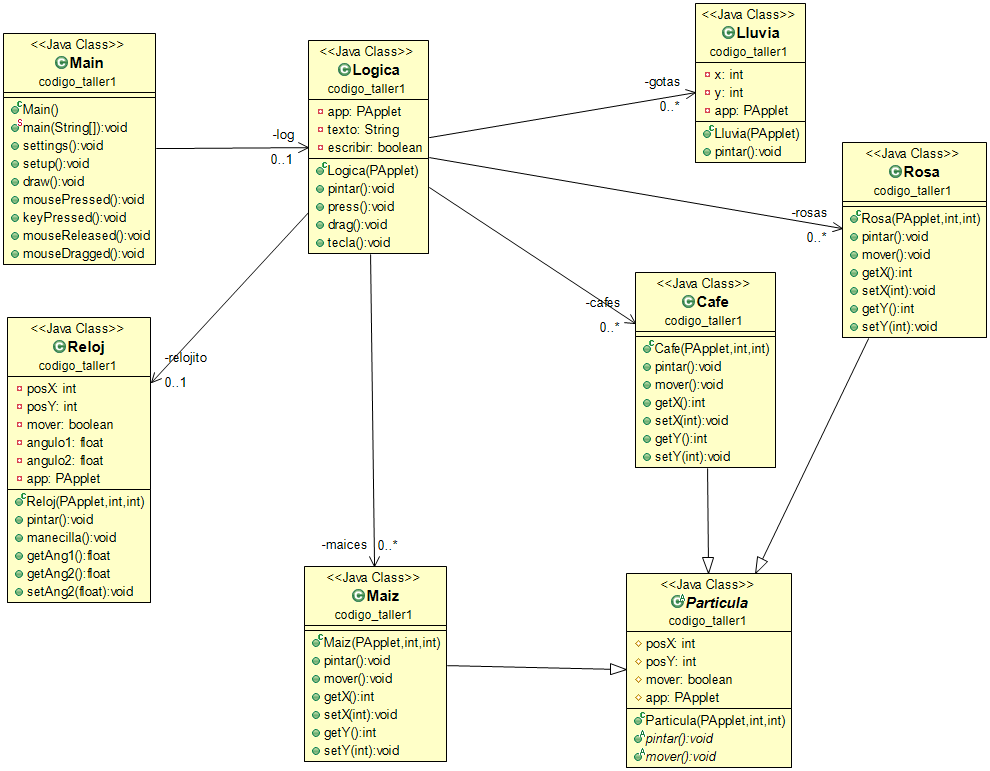 <<Java Class>>
Main
codigo_taller1
Main()
main(String[]):void
settings():void
setup():void
draw():void
mousePressed():void
keyPressed():void
mouseReleased():void
mouseDragged():void
-log
0..1
<<Java Class>>
Logica
codigo_taller1
app: PApplet
texto: String
escribir: boolean
Logica(PApplet)
pintar():void
press():void
drag():void
tecla():void
-gotas
0..*
<<Java Class>>
Lluvia
codigo_taller1
x: int
y: int
app: PApplet
Lluvia(PApplet)
pintar():void
-rosas
0..*
<<Java Class>>
Rosa
codigo_taller1
Rosa(PApplet,int,int)
pintar():void
mover():void
getX():int
setX(int):void
getY():int
setY(int):void
-cafes
0..*
<<Java Class>>
Cafe
codigo_taller1
Cafe(PApplet,int,int)
pintar():void
mover():void
getX():int
setX(int):void
getY():int
setY(int):void
-relojito
0..1
<<Java Class>>
Reloj
codigo_taller1
posX: int
posY: int
mover: boolean
angulo1: float
angulo2: float
app: PApplet
Reloj(PApplet,int,int)
pintar():void
manecilla():void
getAng1():float
getAng2():float
setAng2(float):void
-maices
0..*
<<Java Class>>
Maiz
codigo_taller1
Maiz(PApplet,int,int)
pintar():void
mover():void
getX():int
setX(int):void
getY():int
setY(int):void
<<Java Class>>
Particula
codigo_taller1
posX: int
posY: int
mover: boolean
app: PApplet
Particula(PApplet,int,int)
pintar():void
mover():void